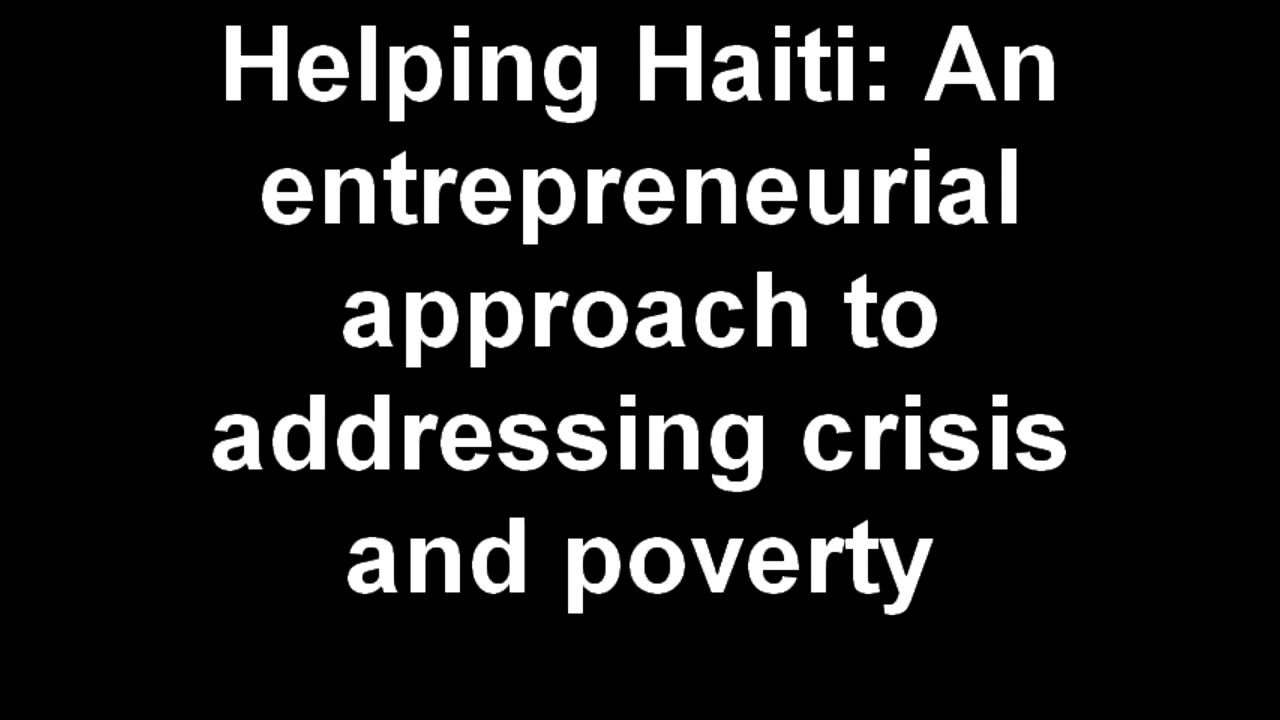 Helping Haiti: An
entrepreneurial
approach to
addressing crisis
and poverty